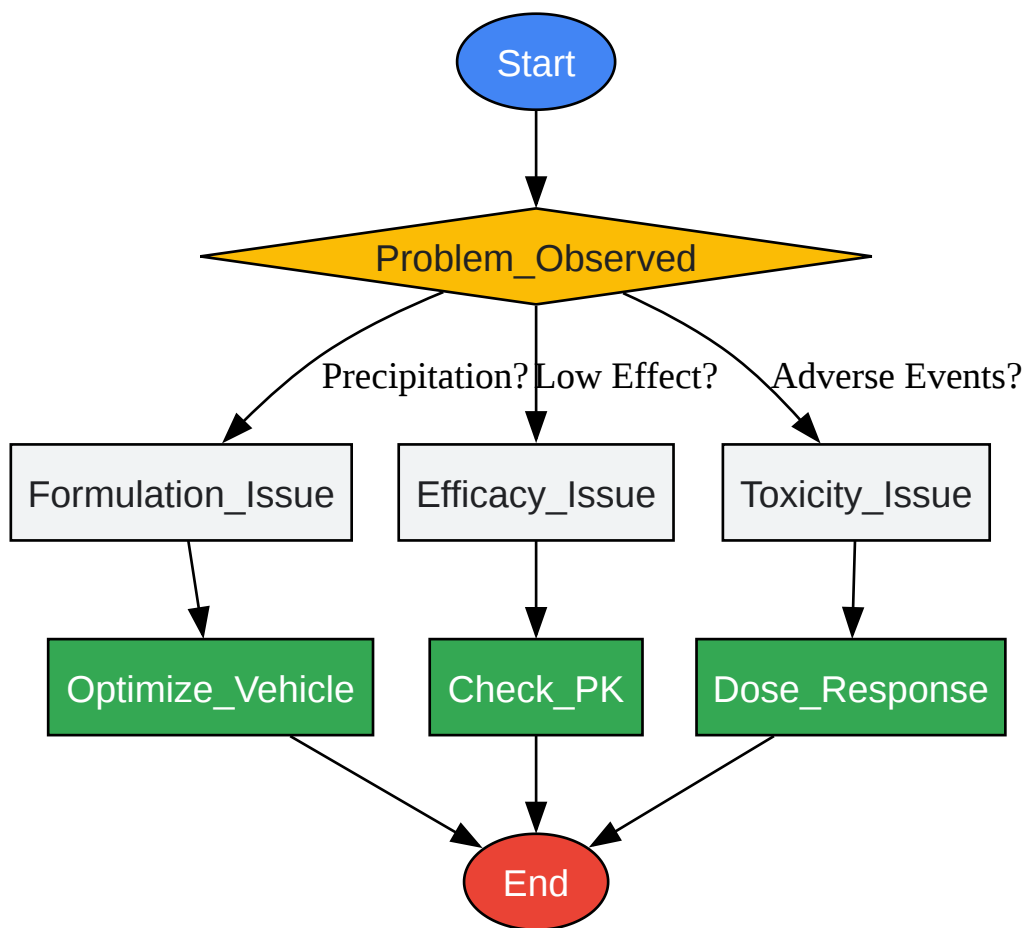 Start
Problem_Observed
Precipitation?
Low Effect?
Adverse Events?
Formulation_Issue
Efficacy_Issue
Toxicity_Issue
Optimize_Vehicle
Check_PK
Dose_Response
End